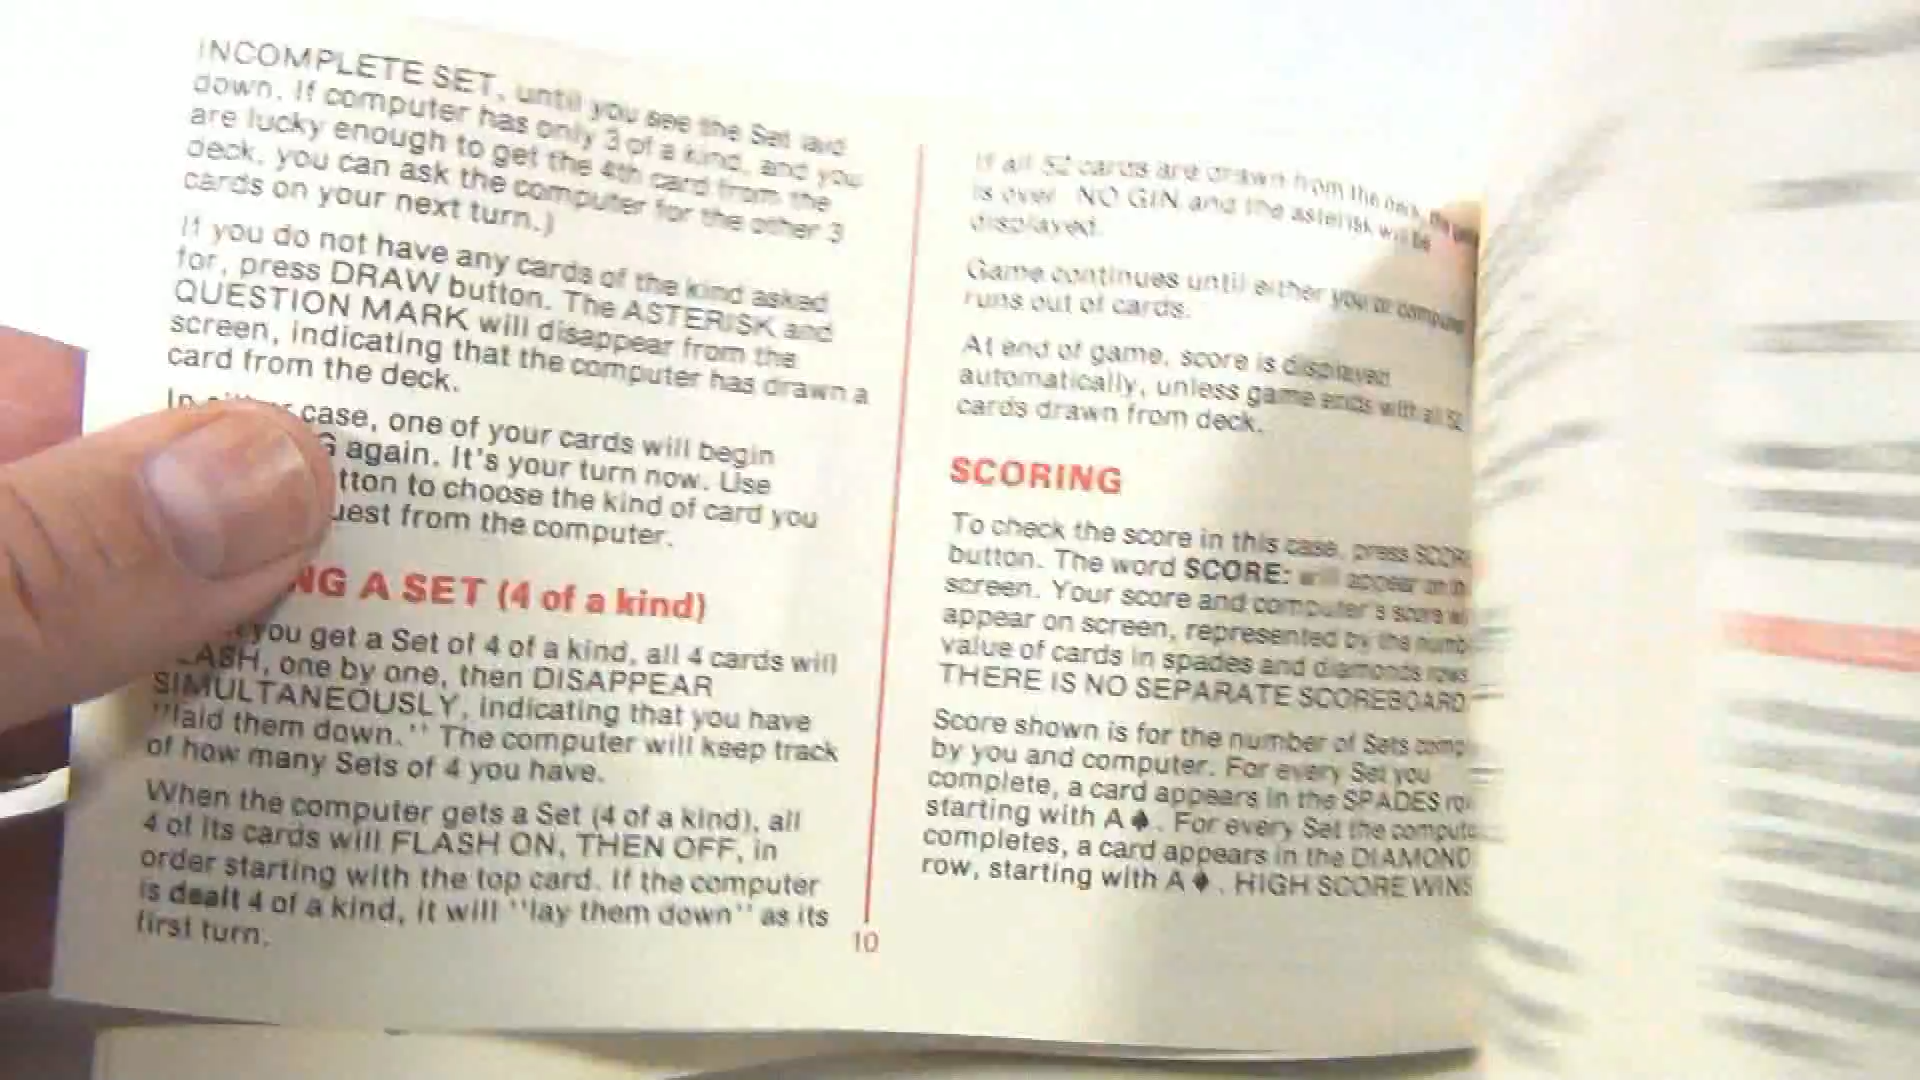 INCOMPLETE SET, until you see the Set laid
down. If computer has only 3 of a kind, and you
are lucky enough to get the 4th card from the
deck, you can ask the computer for the other 3
cards on your next turn.)
If you do not have any cards of the kind asked
for, press DRAW button. The ASTERISK and
QUESTION MARK will disappear from the
screen, indicating that the computer has drawn a
card from the deck.
In case, one of your cards will begin
again. It's your turn now. Use
tton to choose the kind of card you
uest from the computer.
NG A SET (4 of a kind)
you get a Set of 4 of a kind, all 4 cards will
LASH, one by one, then DISAPPEAR
SIMULTANEOUSLY, indicating that you have
"laid them down." The computer will keep track
of how many Sets of 4 you have.
When the computer gets a Set (4 of a kind), all
4 of its cards will FLASH ON, THEN OFF, in
order starting with the top card. If the computer
is dealt 4 of a kind, it will "lay them down" as its
first turn.
If all 52 cards are drawn from the deck, the
is over. NO GIN and the asterisk will be
displayed.
Game continues until either you or computer
runs out of cards.
At end of game, score is displayed
automatically, unless game ends with all 52
cards drawn from deck.
SCORING
To check the score in this case, press SCOR
button. The word SCORE: will appear on th
screen. Your score and computer's score wi
appear on screen, represented by the numb
value of cards in spades and diamonds rows
THERE IS NO SEPARATE SCOREBOARD
Score shown is for the number of Sets comp
by you and computer. For every Set you
complete, a card appears in the SPADES ro
starting with A ♠. For every Set the compute
completes, a card appears in the DIAMOND
row, starting with A ♦. HIGH SCORE WINS
10